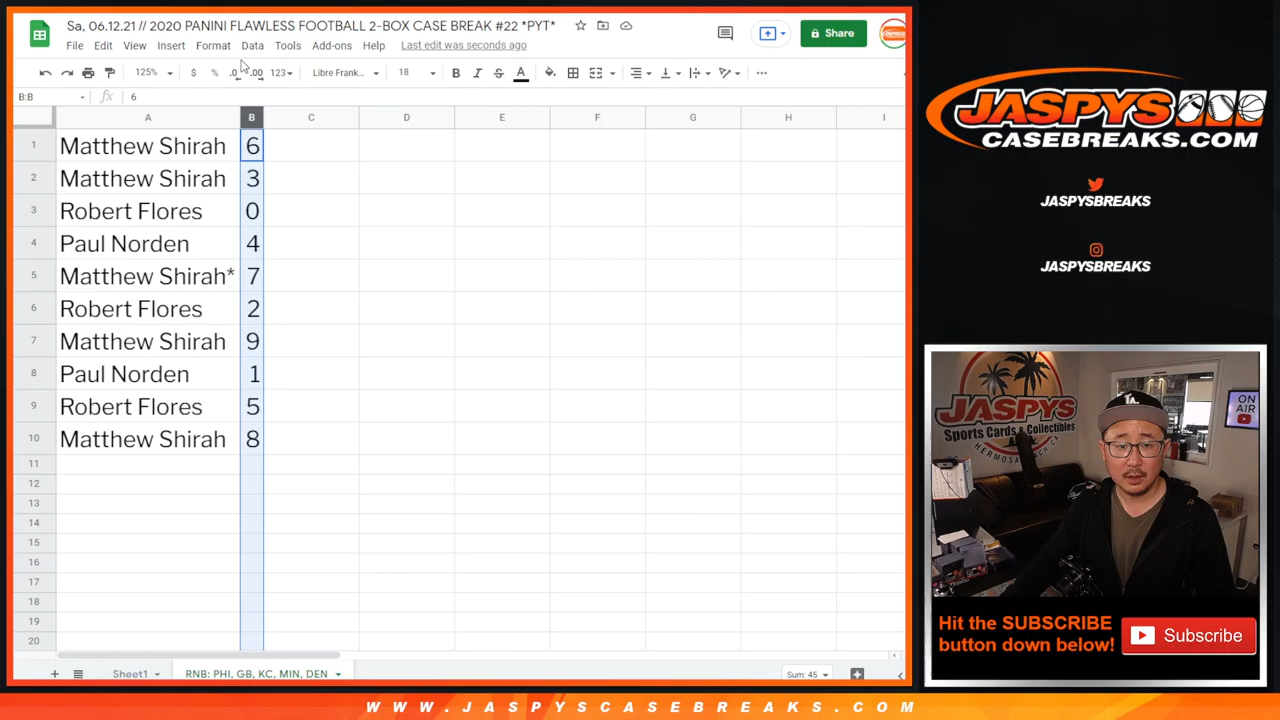 Sa, 06.12.21 // 2020 PANINI FLAWLESS FOOTBALL 2-BOX CASE BREAK #22 *PYT*
File Edit View Insert Format Data Tools Add-ons Help Last edit was seconds ago
Share
125% $ % .0 .00 123 Libre Frank... 18 B I S A
B:B fx 6
A B C D E F G H I
1 Matthew Shirah 6
2 Matthew Shirah 3
3 Robert Flores 0
4 Paul Norden 4
5 Matthew Shirah* 7
6 Robert Flores 2
7 Matthew Shirah 9
8 Paul Norden 1
9 Robert Flores 5
10 Matthew Shirah 8
11
12
13
14
15
16
17
18
19
20
Sheet1 RNB: PHI, GB, KC, MIN, DEN Sum: 45
JASPYS
CASEBREAKS.COM
JASPYSBREAKS
JASPYSBREAKS
JASPYS
Sports Cards & Collectibles
HERMOSA BEACH CA
LA
ON
AIR
Hit the SUBSCRIBE
button down below!
Subscribe
WWW.JASPYSCASEBREAKS.COM